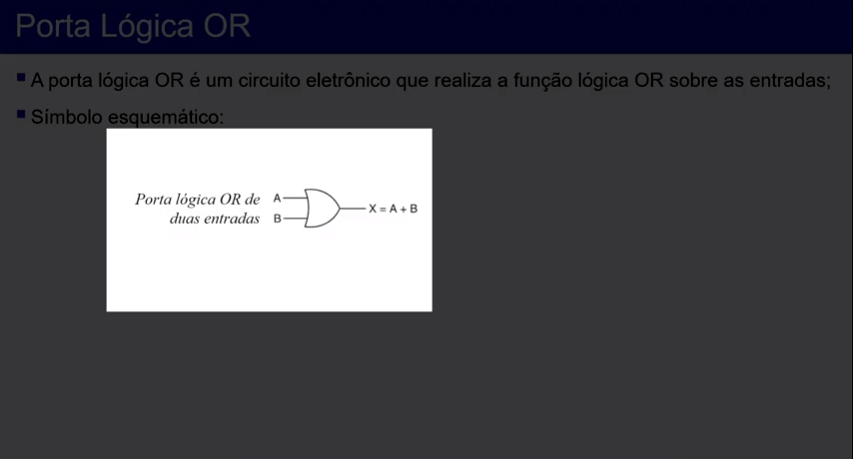 Porta Lógica OR
A porta lógica OR é um circuito eletrônico que realiza a função lógica OR sobre as entradas;
Símbolo esquemático:
Porta lógica OR de A
X = A + B
duas entradas B